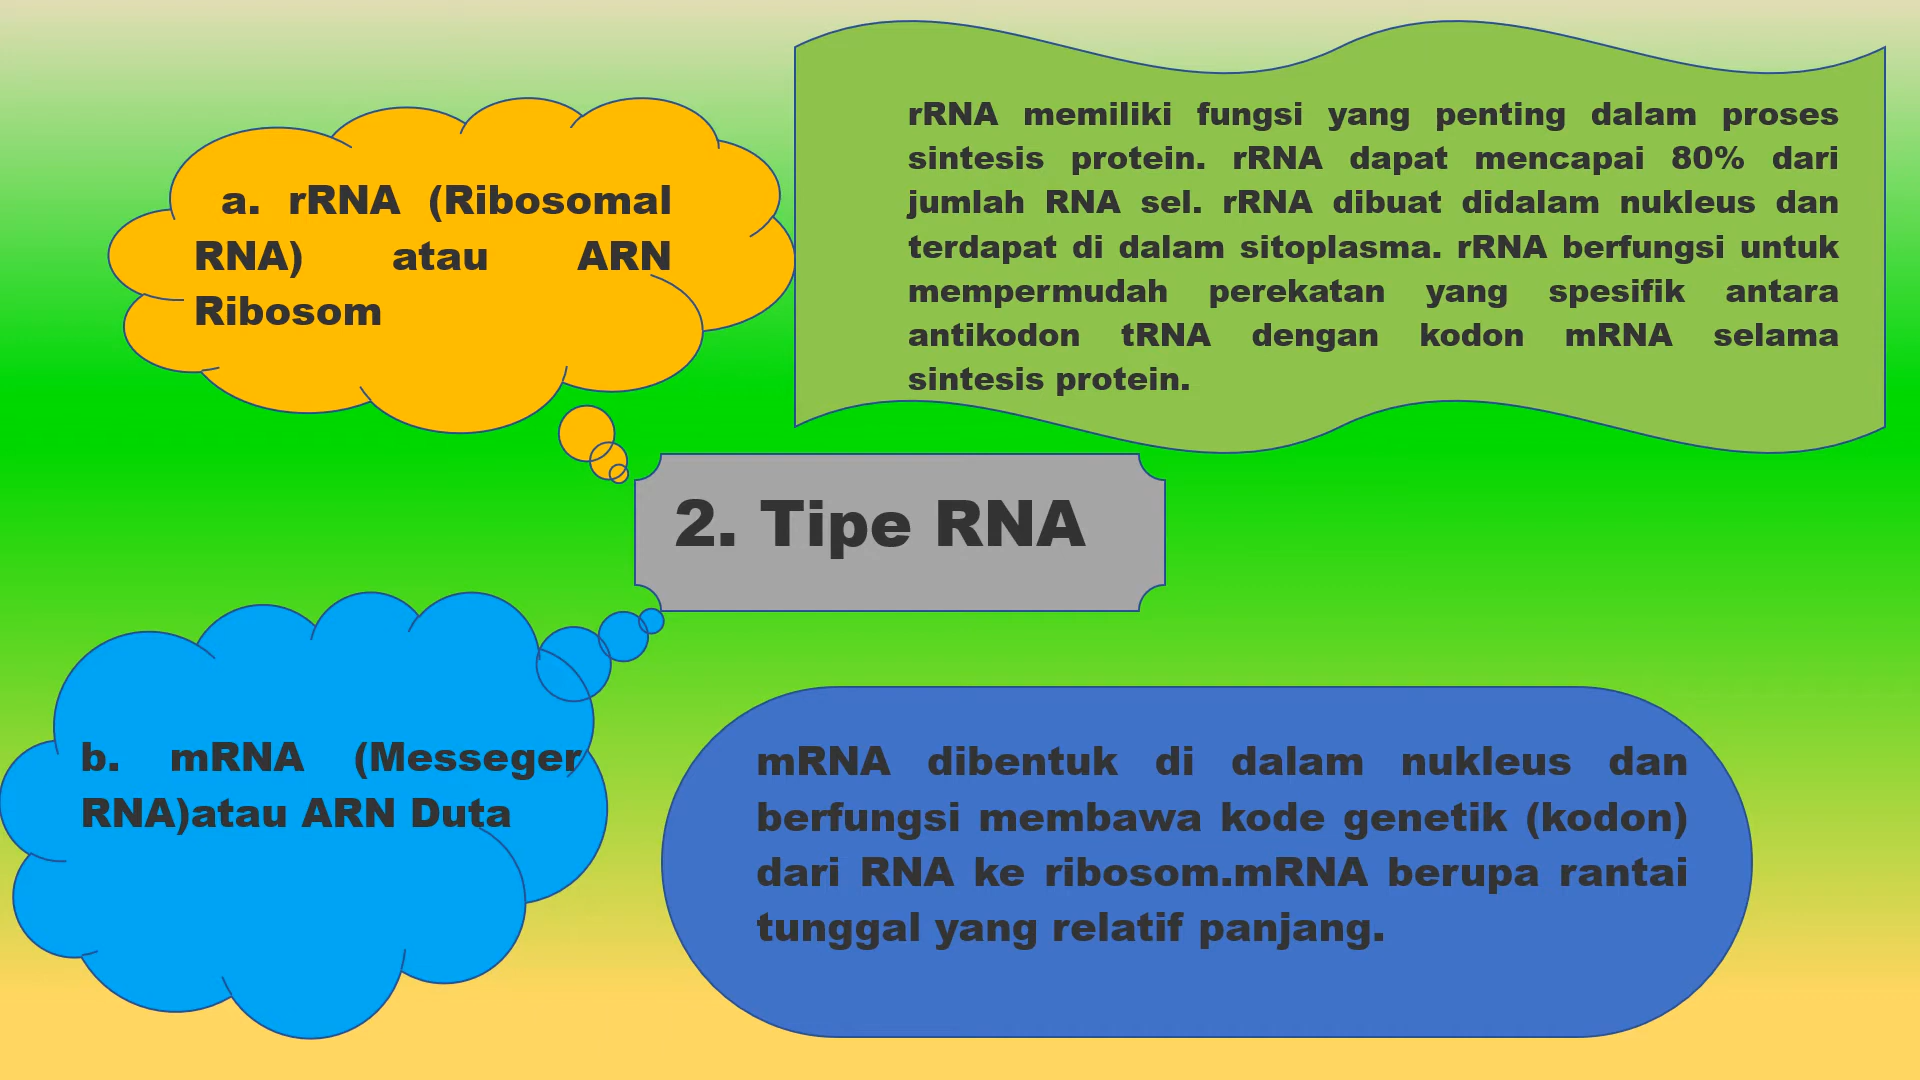 a. rRNA (Ribosomal
RNA) atau ARN
Ribosom
rRNA memiliki fungsi yang penting dalam proses
sintesis protein. rRNA dapat mencapai 80% dari
jumlah RNA sel. rRNA dibuat didalam nukleus dan
terdapat di dalam sitoplasma. rRNA berfungsi untuk
mempermudah perekatan yang spesifik antara
antikodon tRNA dengan kodon mRNA selama
sintesis protein.
2. Tipe RNA
b. mRNA (Messeger
RNA)atau ARN Duta
mRNA dibentuk di dalam nukleus dan
berfungsi membawa kode genetik (kodon)
dari RNA ke ribosom.mRNA berupa rantai
tunggal yang relatif panjang.